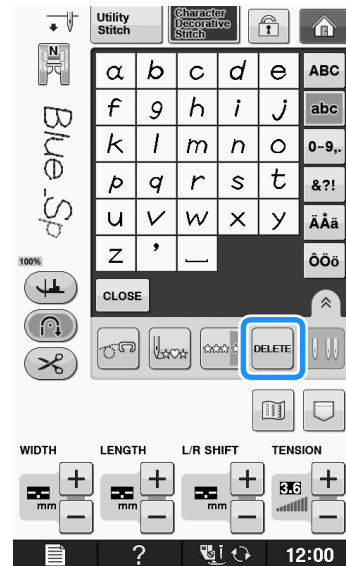 Utility Stitch
Character Decorative Stitch
N
Blue_Sp
100%
a b c d e
f g h i j
k l m n o
p q r s t
u v w x y
z ’ _
ABC
abc
0~9,.
&?!
ÄÅä
ÔÖö
CLOSE
DELETE
WIDTH
LENGTH
L/R SHIFT
TENSION
+ + + +
mm mm mm 3.6
− − − −
? 12:00